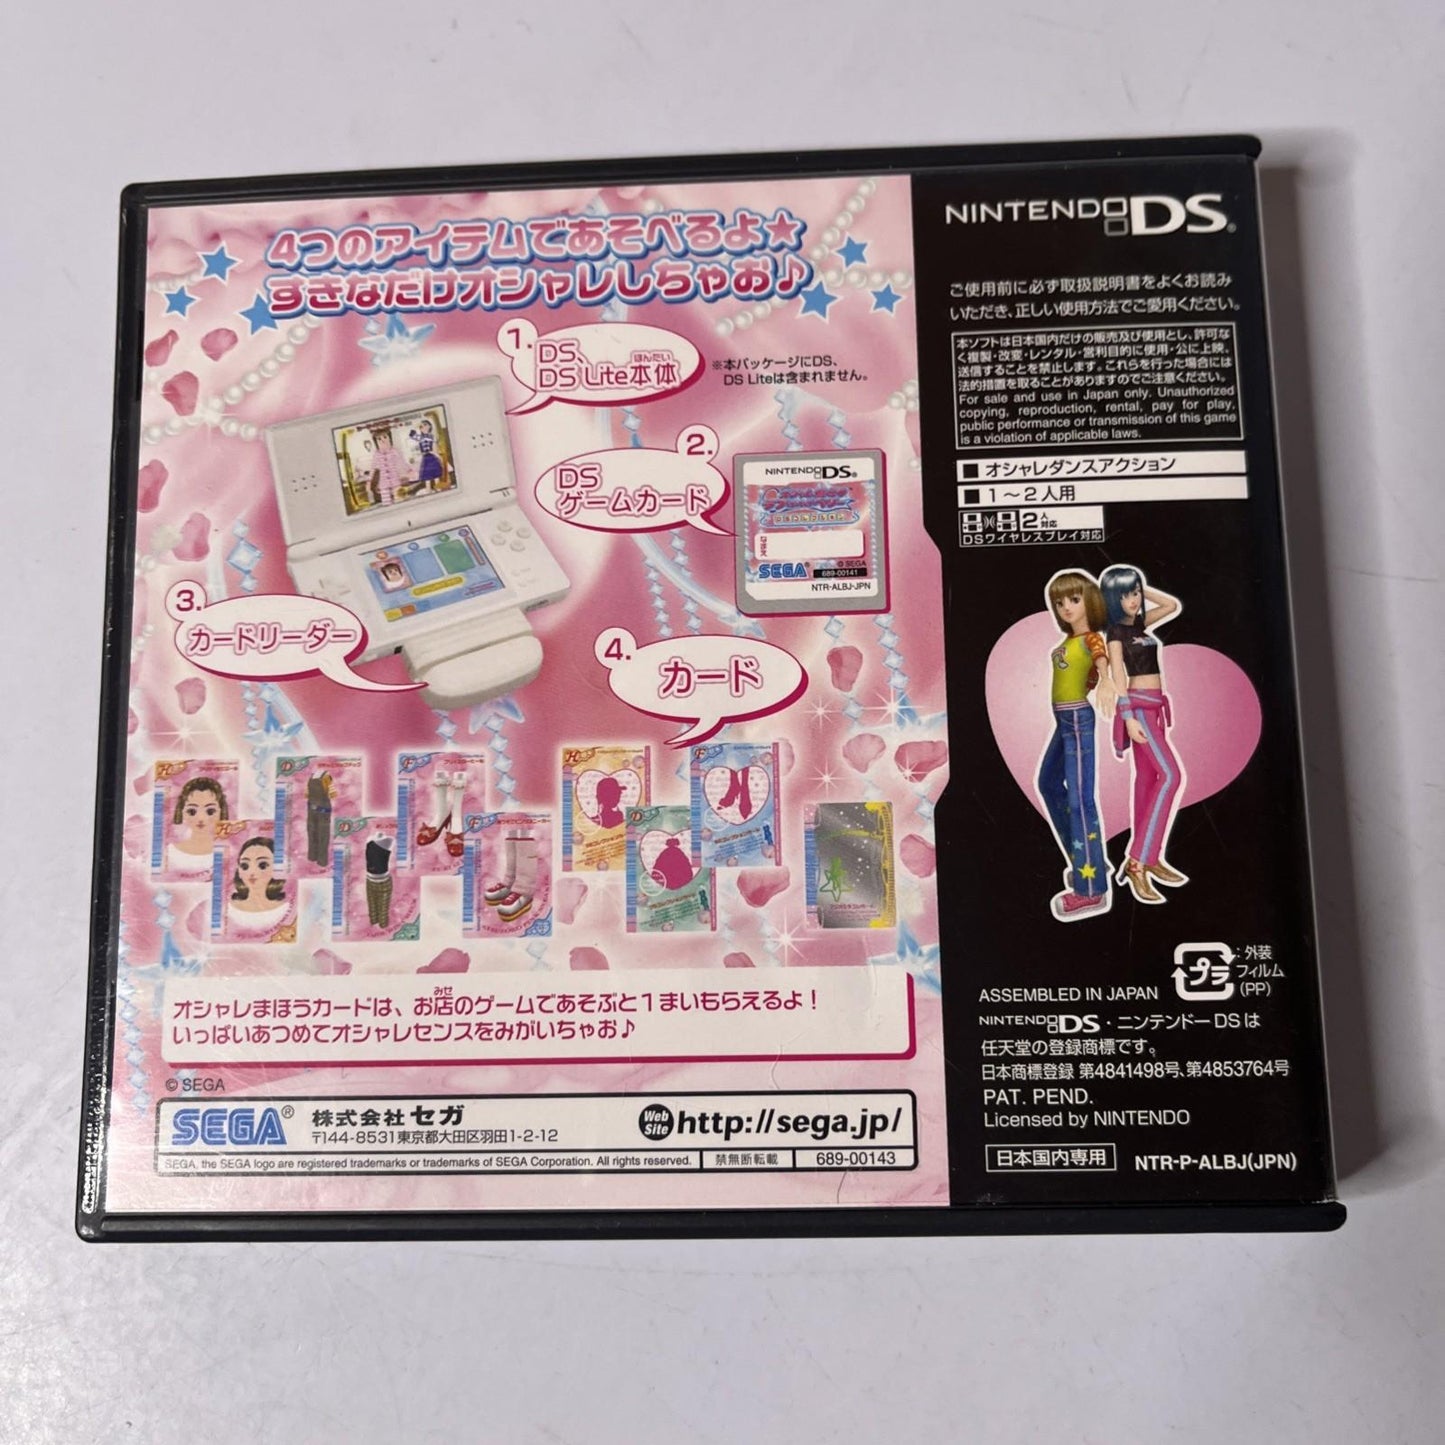 4つのアイテムであそべるよ★
すきなだけオシャレしちゃお♪
1.
DS、
ほんたい
DS Lite本体
※本パッケージにDS、
DS Liteは含まれません。
2.
DS
ゲームカード
NINTENDO DS®
なまえ
SEGA®
© SEGA
689-00141
NTR-ALBJ-JPN
3.
カードリーダー
4.
カード
みせ
オシャレまほうカードは、お店のゲームであそぶと1まいもらえるよ!
いっぱいあつめてオシャレセンスをみがいちゃお♪
© SEGA
SEGA®
株式会社セガ
〒144-8531 東京都大田区羽田1-2-12
Web Site http://sega.jp/
SEGA, the SEGA logo are registered trademarks or trademarks of SEGA Corporation. All rights reserved.
禁無断転載
689-00143
NINTENDO DS®
ご使用前に必ず取扱説明書をよくお読み
いただき、正しい使用方法でご愛用ください。
本ソフトは日本国内だけの販売及び使用とし、許可な
く複製・改変・レンタル・営利目的に使用・公に上映、
送信することを禁止します。これらを行った場合には
法的措置を取ることがありますのでご注意ください。
For sale and use in Japan only. Unauthorized
copying, reproduction, rental, pay for play,
public performance or transmission of this game
is a violation of applicable laws.
■ オシャレダンスアクション
■ 1〜2人用
2人対応
DSワイヤレスプレイ対応
プラ
:外装
フィルム
(PP)
ASSEMBLED IN JAPAN
NINTENDO DS・ニンテンドーDSは
任天堂の登録商標です。
日本商標登録 第4841498号、第4853764号
PAT. PEND.
Licensed by NINTENDO
日本国内専用
NTR-P-ALBJ(JPN)